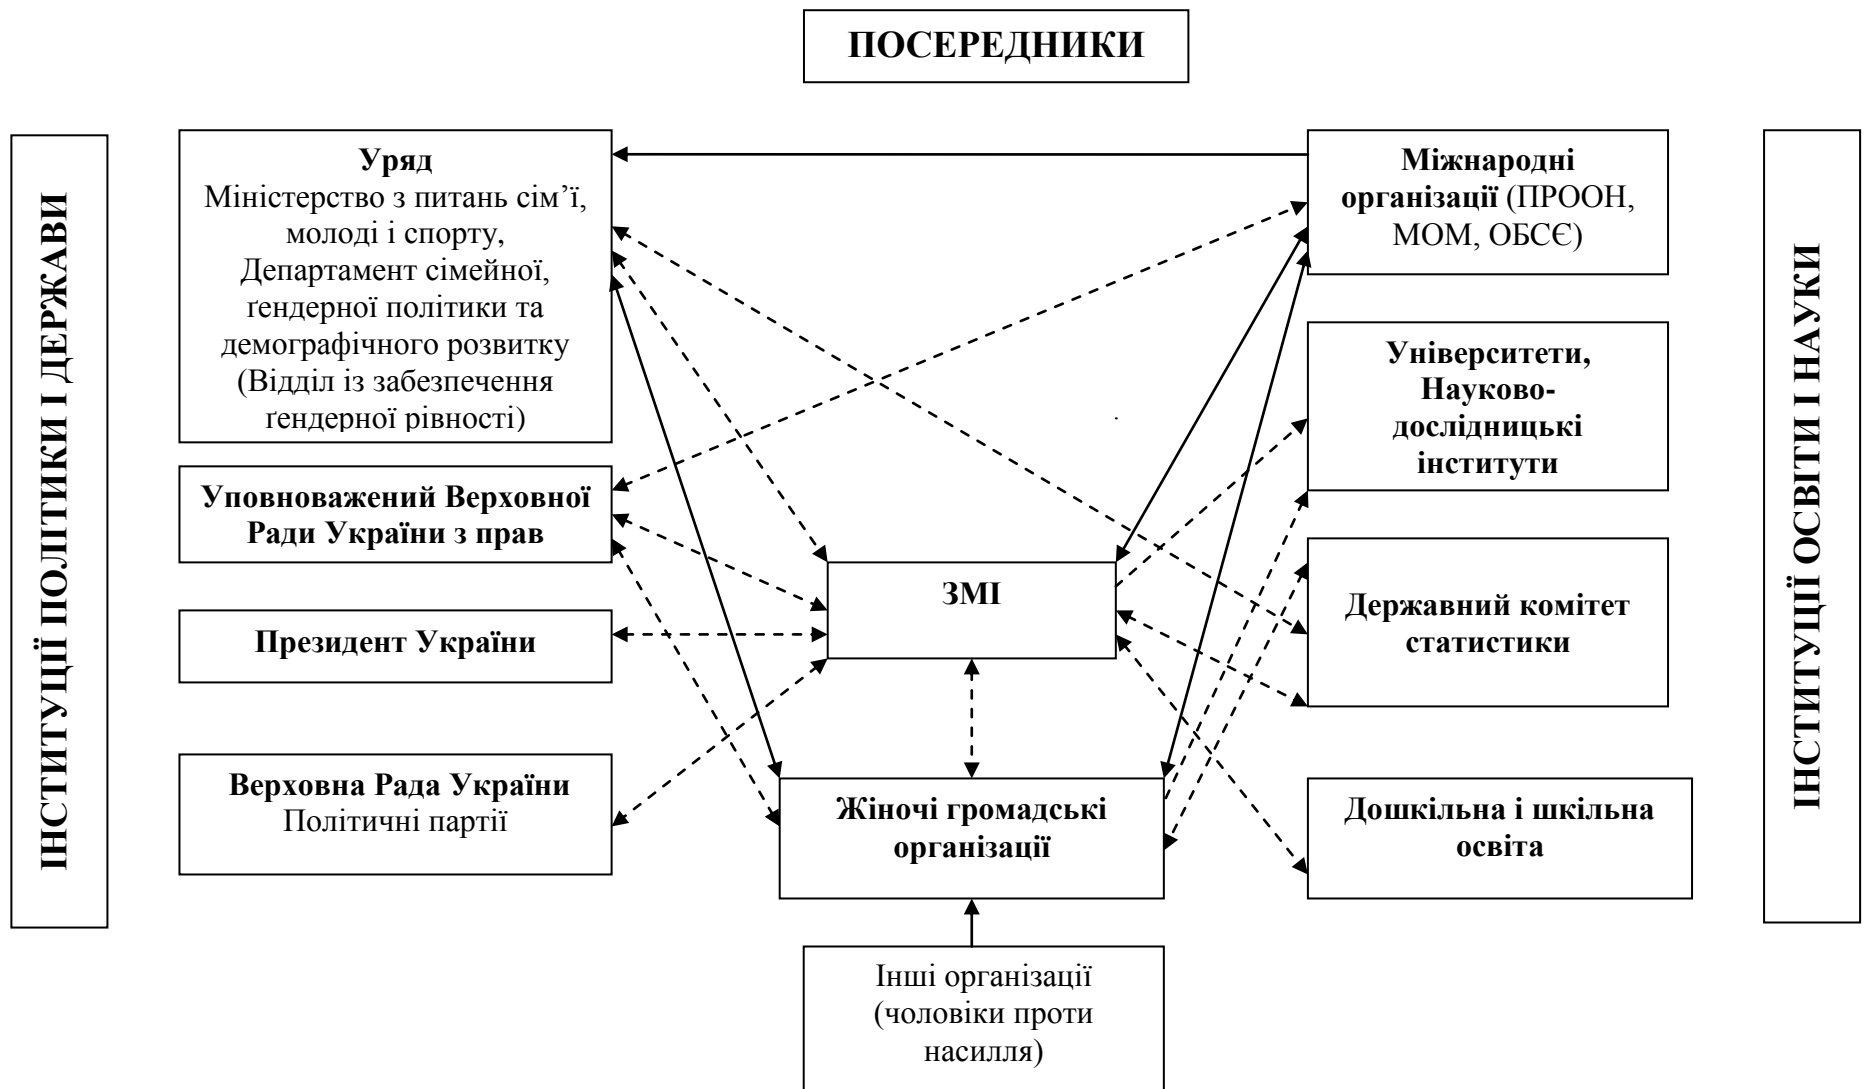 ПОСЕРЕДНИКИ
ІНСТИТУЦІЇ ПОЛІТИКИ І ДЕРЖАВИ
Уряд
Міністерство з питань сім’ї,
молоді і спорту,
Департамент сімейної,
ґендерної політики та
демографічного розвитку
(Відділ із забезпечення
ґендерної рівності)
Уповноважений Верховної
Ради України з прав
Президент України
Верховна Рада України
Політичні партії
ЗМІ
Жіночі громадські
організації
Інші організації
(чоловіки проти
насилля)
Міжнародні
організації (ПРООН,
МОМ, ОБСЄ)
Університети,
Науково-
дослідницькі
інститути
Державний комітет
статистики
Дошкільна і шкільна
освіта
ІНСТИТУЦІЇ ОСВІТИ І НАУКИ